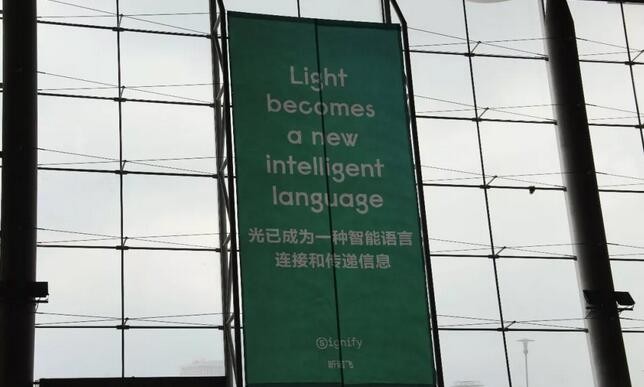 Light
becomes
a new
intelligent
language
光已成为一种智能语言
连接和传递信息
Signify
昕诺飞